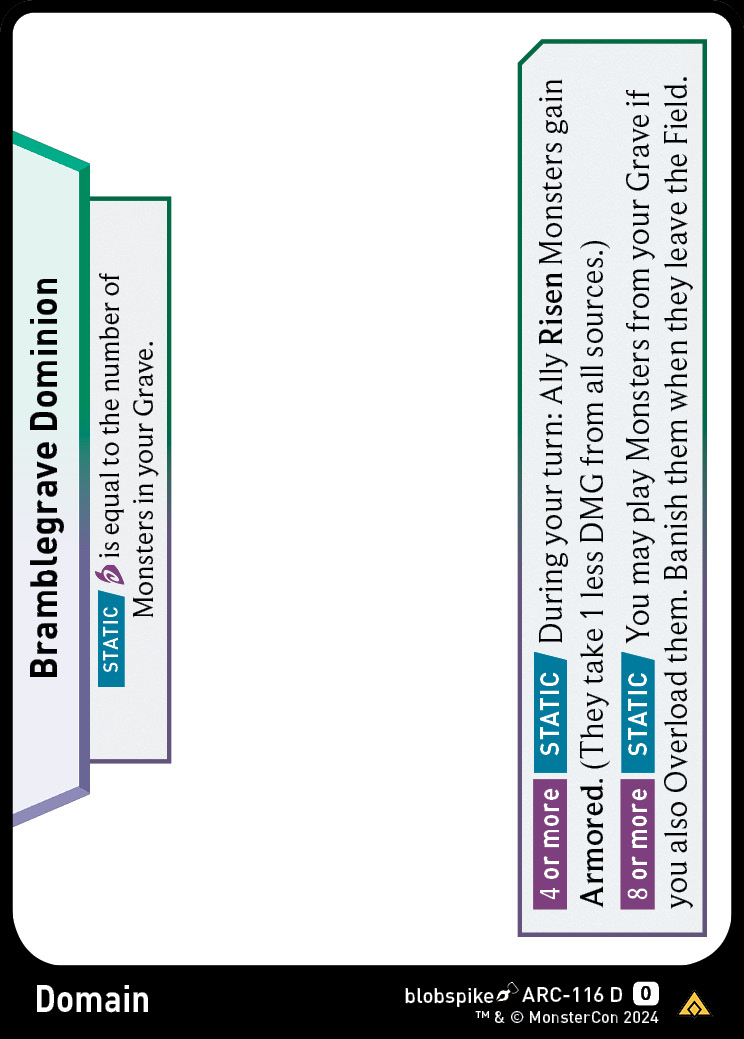 Bramblegrave Dominion
STATIC is equal to the number of
Monsters in your Grave.
4 or more STATIC During your turn: Ally Risen Monsters gain
Armored. (They take 1 less DMG from all sources.)
8 or more STATIC You may play Monsters from your Grave if
you also Overload them. Banish them when they leave the Field.
Domain
blobspike ARC-116 D 0
™ & © MonsterCon 2024